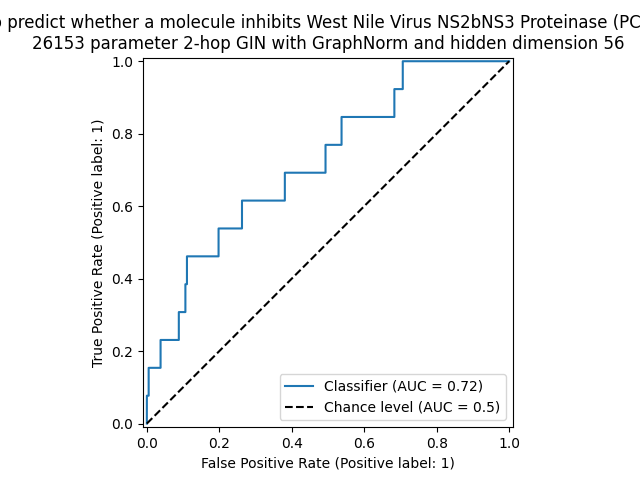 predict whether a molecule inhibits West Nile Virus NS2bNS3 Proteinase
26153 parameter 2-hop GIN with GraphNorm and hidden dimension 56
1.0
0.8
0.6
0.4
0.2
0.0
True Positive Rate (Positive label: 1)
Classifier (AUC = 0.72)
Chance level (AUC = 0.5)
0.0 0.2 0.4 0.6 0.8 1.0
False Positive Rate (Positive label: 1)